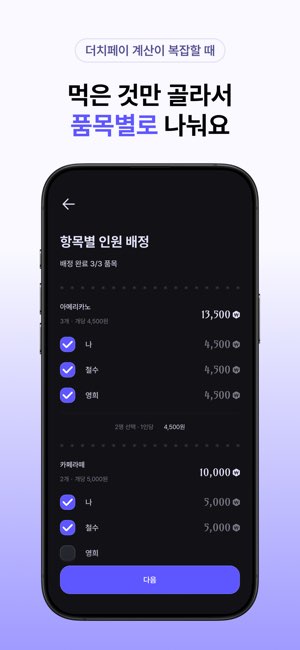 더치페이 계산이 복잡할 때
먹은 것만 골라서
품목별로 나눠요
항목별 인원 배정
배정 완료 3/3 품목
아메리카노
13,500
3개 · 개당 4,500원
나 4,500
철수 4,500
영희 4,500
2명 선택 · 1인당 4,500원
카페라떼
10,000
2개 · 개당 5,000원
나 5,000
철수 5,000
영희
다음